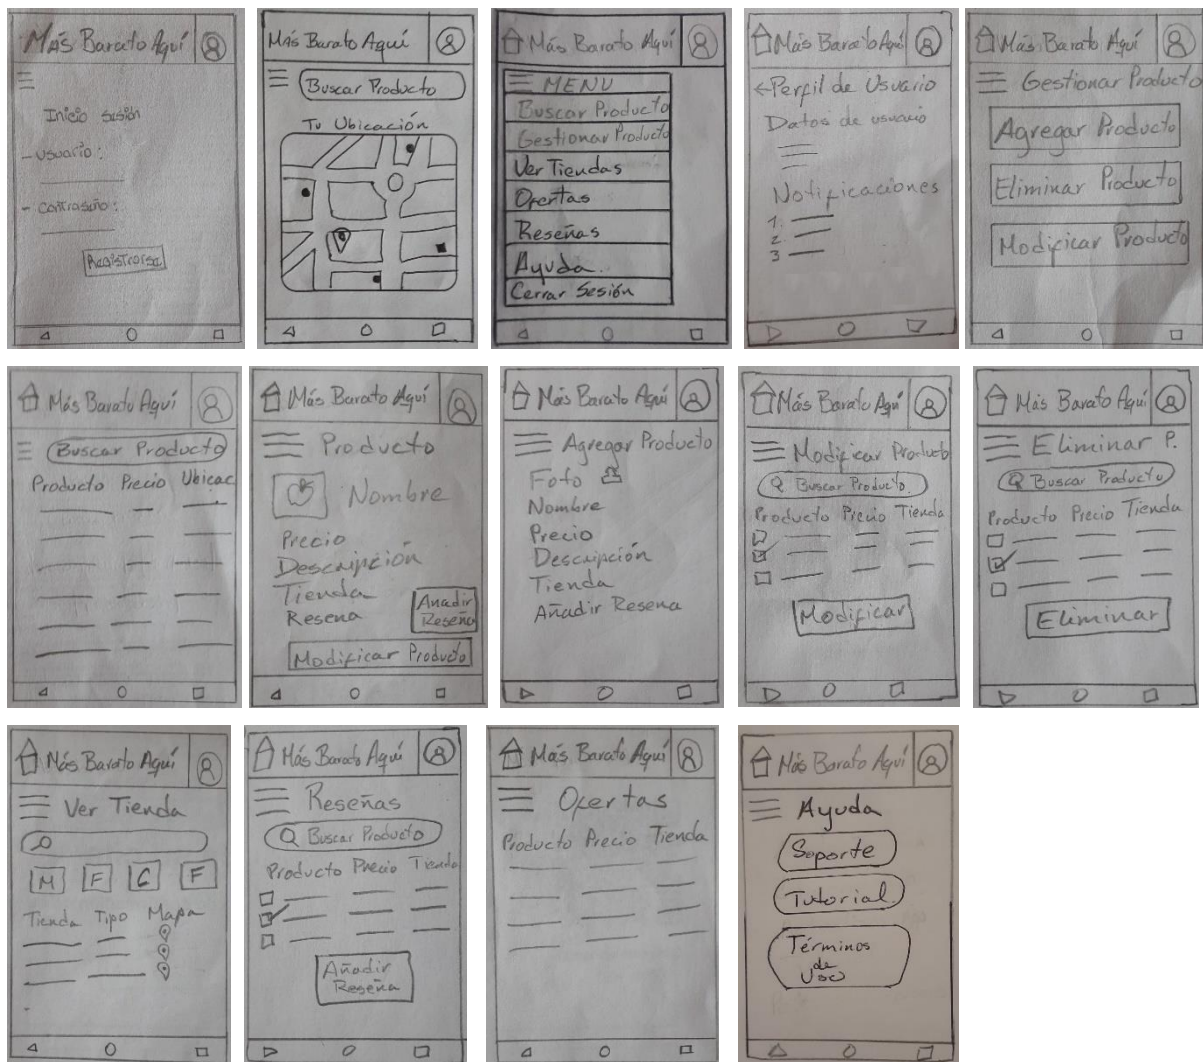 Más Barato Aquí
Inicio sesión
- Usuario:
- Contraseña:
Registrarse
Más Barato Aquí
Buscar Producto
Tu Ubicación
Más Barato Aquí
MENU
Buscar Producto
Gestionar Producto
Ver Tiendas
Ofertas
Reseñas
Ayuda
Cerrar Sesión
Más Barato Aquí
←Perfil de Usuario
Datos de usuario
Notificaciones
1.
2.
3
Más Barato Aquí
Gestionar Producto
Agregar Producto
Eliminar Producto
Modificar Producto
Más Barato Aquí
Buscar Producto
Producto Precio Ubicac
Más Barato Aquí
Producto
Nombre
Precio
Descripción
Tienda
Resena
Anadir
Reseña
Modificar Producto
Más Barato Aquí
Agregar Producto
Foto
Nombre
Precio
Descripción
Tienda
Añadir Resena
Más Barato Aquí
Modificar Producto
Buscar Producto
Producto Precio Tienda
Modificar
Más Barato Aquí
Eliminar P.
Buscar Producto
Producto Precio Tienda
Eliminar
Más Barato Aquí
Ver Tienda
M F C F
Tienda Tipo Mapa
Más Barato Aquí
Reseñas
Buscar Producto
Producto Precio Tienda
Añadir
Reseña
Más Barato Aquí
Ofertas
Producto Precio Tienda
Más Barato Aquí
Ayuda
Soporte
Tutorial.
Términos
de
Uso